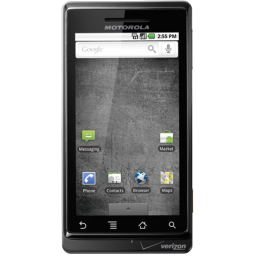 MOTOROLA
2:55 PM
Google
Messaging
Market
Phone
Contacts
Browser
Maps
verizon